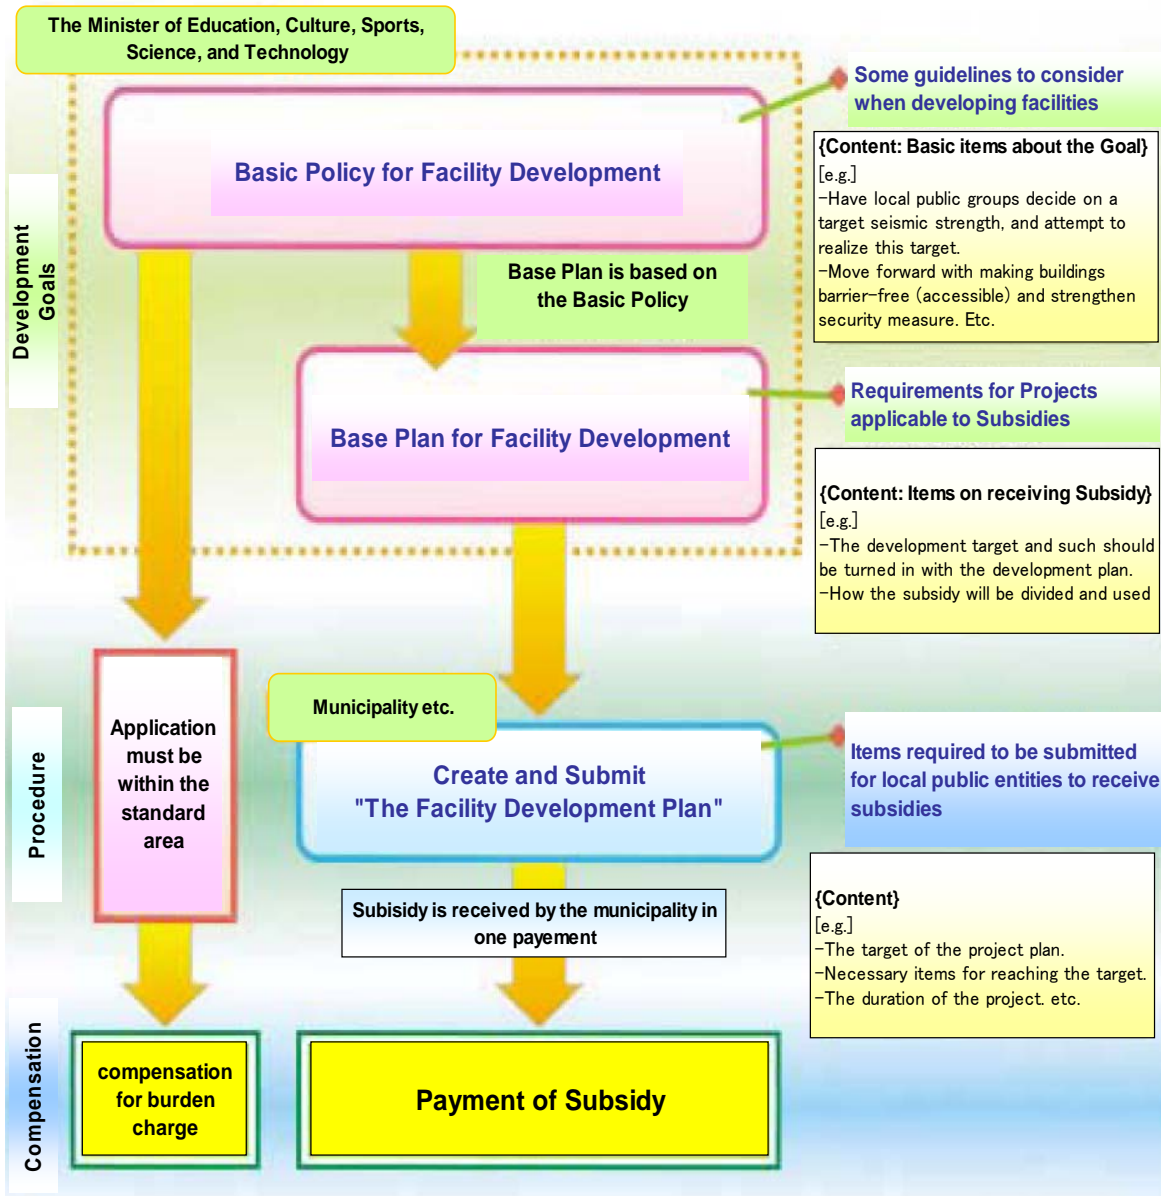 The Minister of Education, Culture, Sports,
Science, and Technology
Development
Goals
Basic Policy for Facility Development
Some guidelines to consider
when developing facilities
{Content: Basic items about the Goal}
[e.g.]
-Have local public groups decide on a
target seismic strength, and attempt to
realize this target.
-Move forward with making buildings
barrier-free (accessible) and strengthen
security measure. Etc.
Base Plan is based on
the Basic Policy
Base Plan for Facility Development
Requirements for Projects
applicable to Subsidies
{Content: Items on receiving Subsidy}
[e.g.]
-The development target and such should
be turned in with the development plan.
-How the subsidy will be divided and used
Procedure
Application
must be
within the
standard
area
Municipality etc.
Create and Submit
"The Facility Development Plan"
Items required to be submitted
for local public entities to receive
subsidies
{Content}
[e.g.]
-The target of the project plan.
-Necessary items for reaching the target.
-The duration of the project. etc.
Subisidy is received by the municipality in
one payement
Compensation
compensation
for burden
charge
Payment of Subsidy